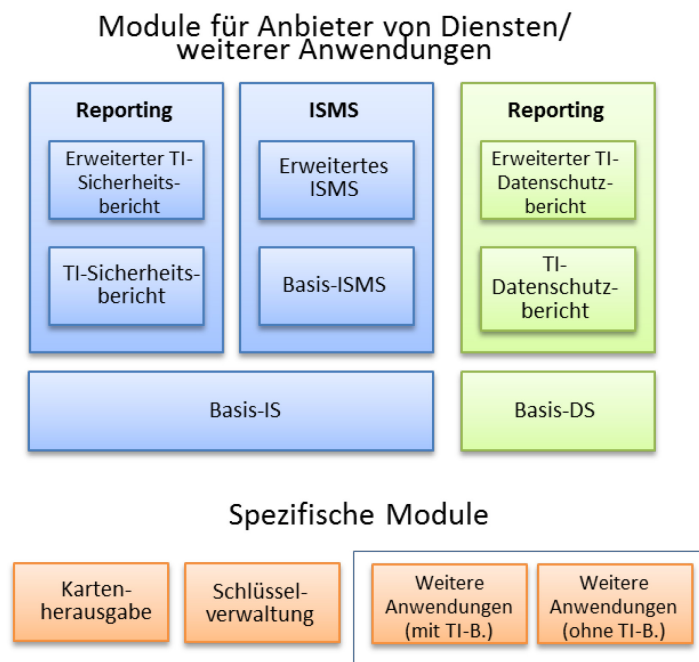 Module für Anbieter von Diensten/
weiterer Anwendungen
Reporting
Erweiterter TI-
Sicherheits-
bericht
TI-Sicherheits-
bericht
ISMS
Erweitertes
ISMS
Basis-ISMS
Reporting
Erweiterter TI-
Datenschutz-
bericht
TI-
Datenschutz-
bericht
Basis-IS
Basis-DS
Spezifische Module
Karten-
herausgabe
Schlüssel-
verwaltung
Weitere
Anwendungen
(mit TI-B.)
Weitere
Anwendungen
(ohne TI-B.)